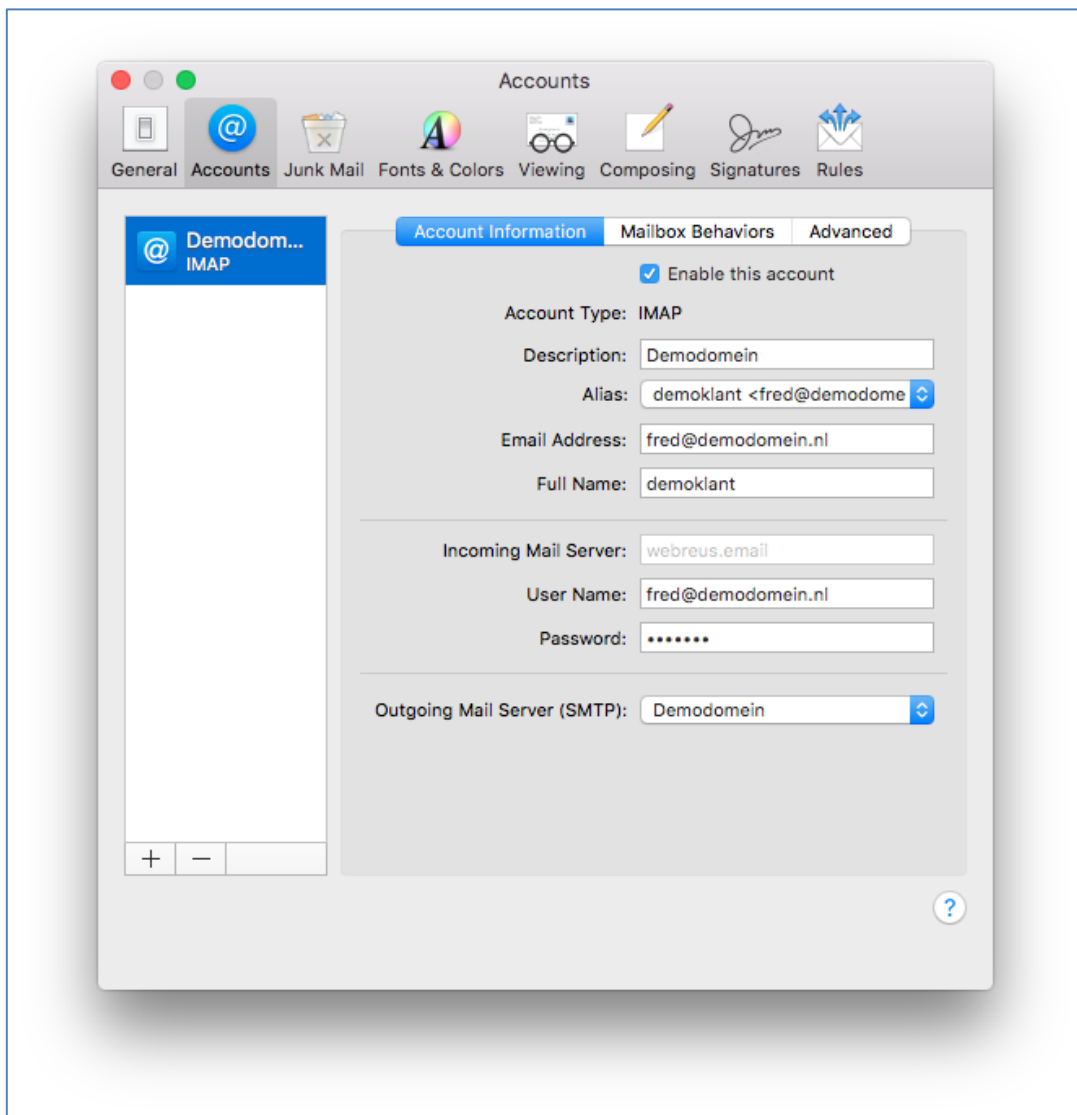 Accounts
General Accounts Junk Mail Fonts & Colors Viewing Composing Signatures Rules
Demodom...
IMAP
Account Information Mailbox Behaviors Advanced
Enable this account
Account Type: IMAP
Description: Demodomein
Alias: demoklant <fred@demodome
Email Address: fred@demodomein.nl
Full Name: demoklant
Incoming Mail Server: webreus.email
User Name: fred@demodomein.nl
Password: •••••••
Outgoing Mail Server (SMTP): Demodomein
+ −
?